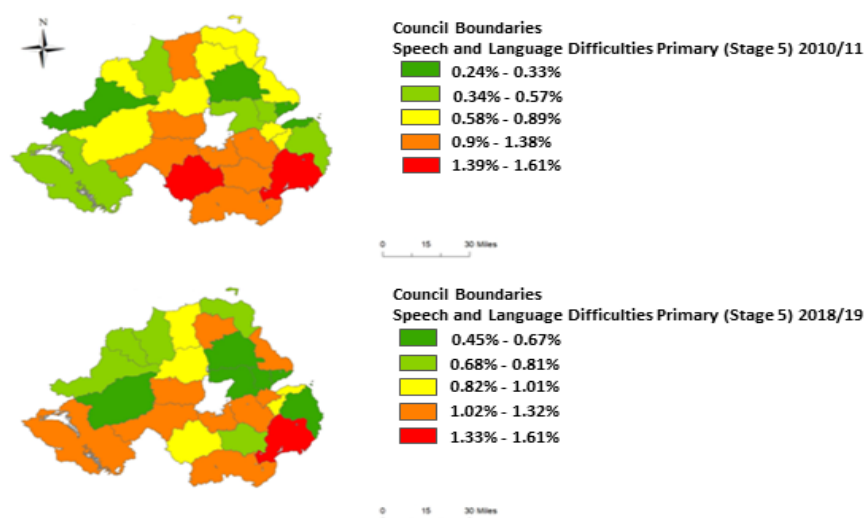 N
Council Boundaries
Speech and Language Difficulties Primary (Stage 5) 2010/11
0.24% - 0.33%
0.34% - 0.57%
0.58% - 0.89%
0.9% - 1.38%
1.39% - 1.61%
0 15 30 Miles
Council Boundaries
Speech and Language Difficulties Primary (Stage 5) 2018/19
0.45% - 0.67%
0.68% - 0.81%
0.82% - 1.01%
1.02% - 1.32%
1.33% - 1.61%
0 15 30 Miles